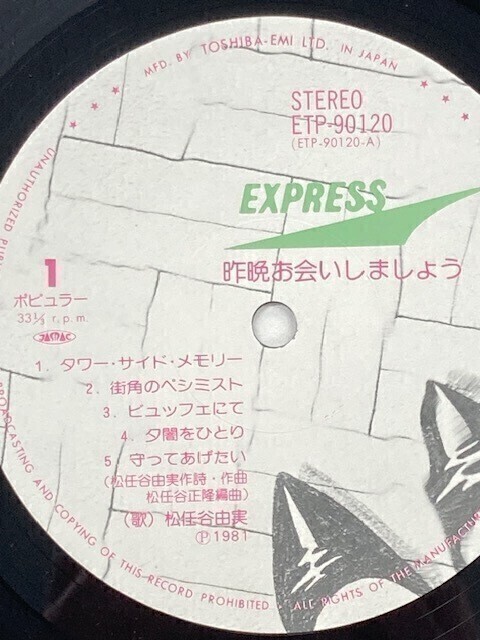 MFD. BY TOSHIBA-EMI LTD. IN JAPAN
STEREO
ETP-90120
(ETP-90120-A)
EXPRESS
昨晩お会いしましょう
1
ポピュラー
33⅓ r.p.m.
JASRAC
1. タワー・サイド・メモリー
2. 街角のペシミスト
3. ビュッフェにて
4 夕闇をひとり
5 守ってあげたい
(松任谷由実作詩・作曲
松任谷正隆編曲)
(歌) 松任谷由実
Ⓟ1981
UNAUTHORIZED
BROADCASTING AND COPYING OF THIS RECORD PROHIBITED · ALL RIGHTS OF THE MANUFACTUR